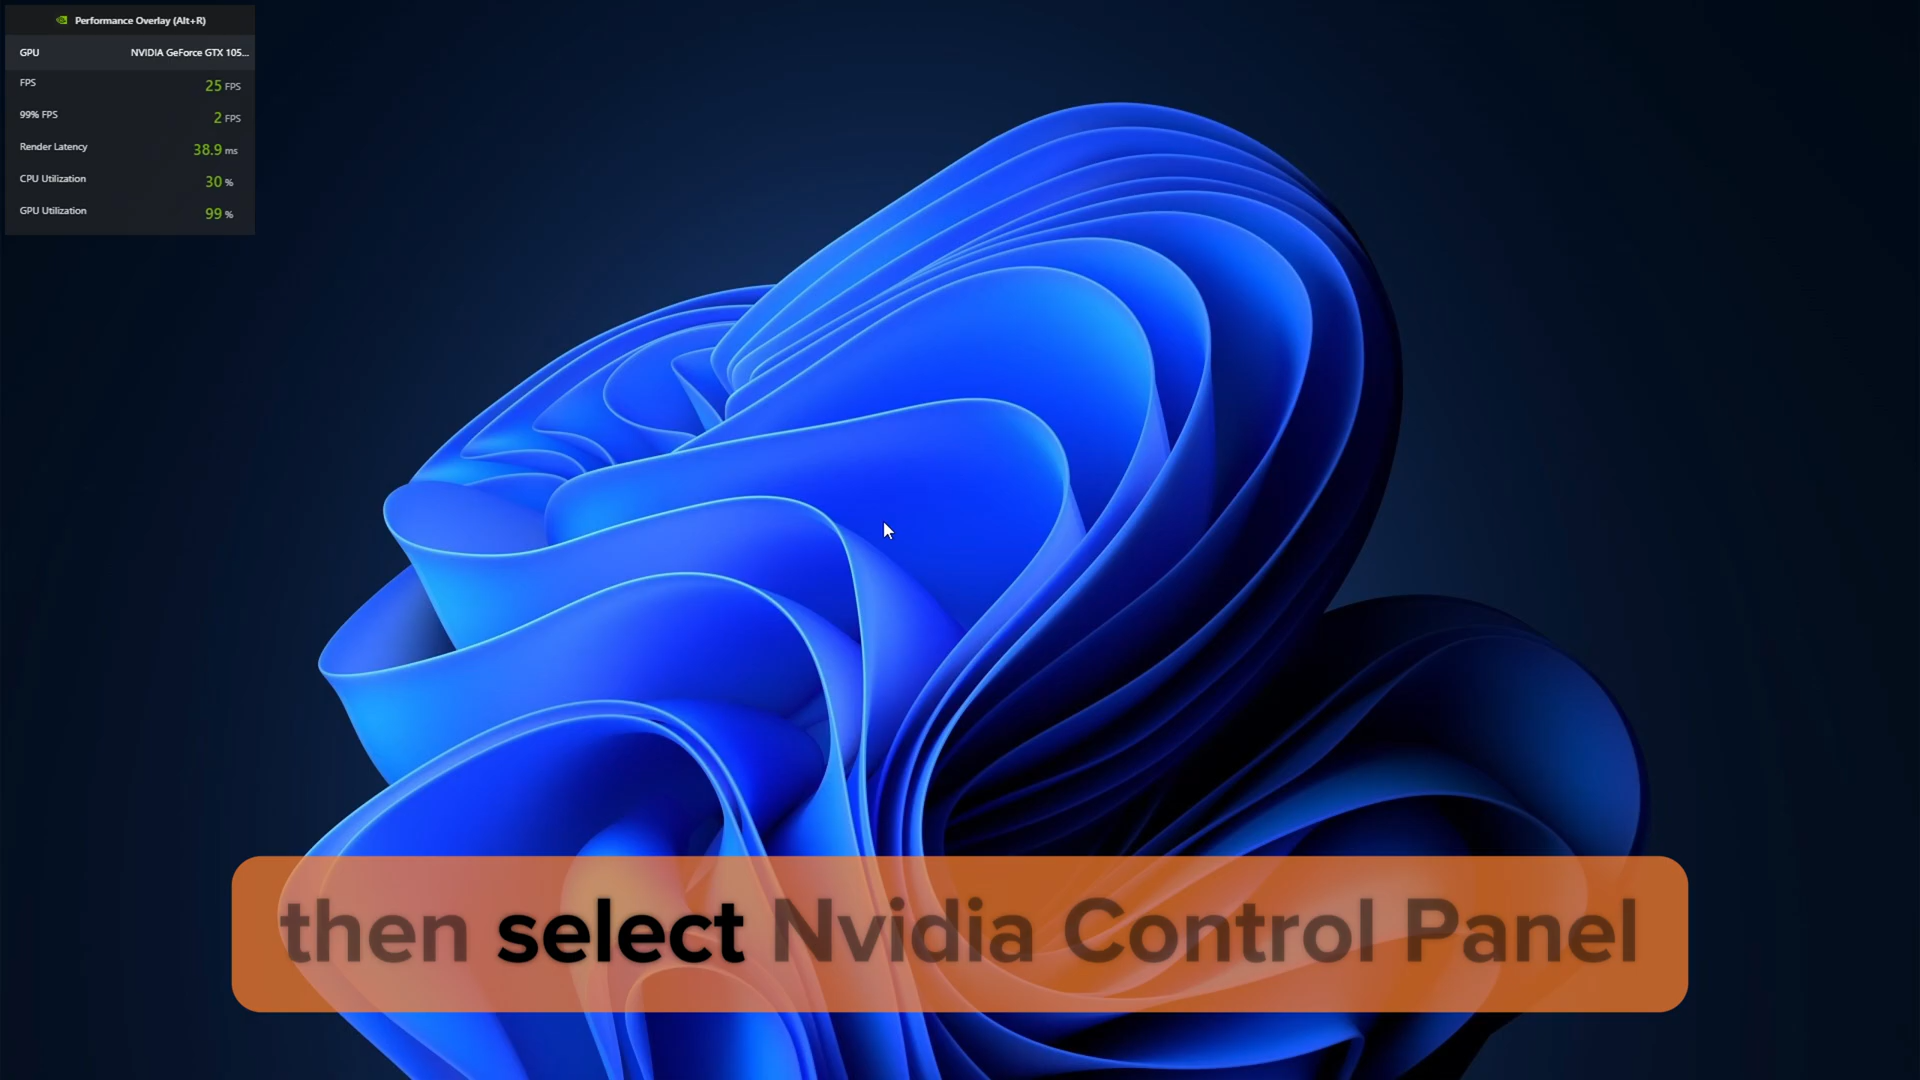 Performance Overlay (Alt+R)
GPU NVIDIA GeForce GTX 105...
FPS 25 FPS
99% FPS 2 FPS
Render Latency 38.9 ms
CPU Utilization 30 %
GPU Utilization 99 %
then select Nvidia Control Panel